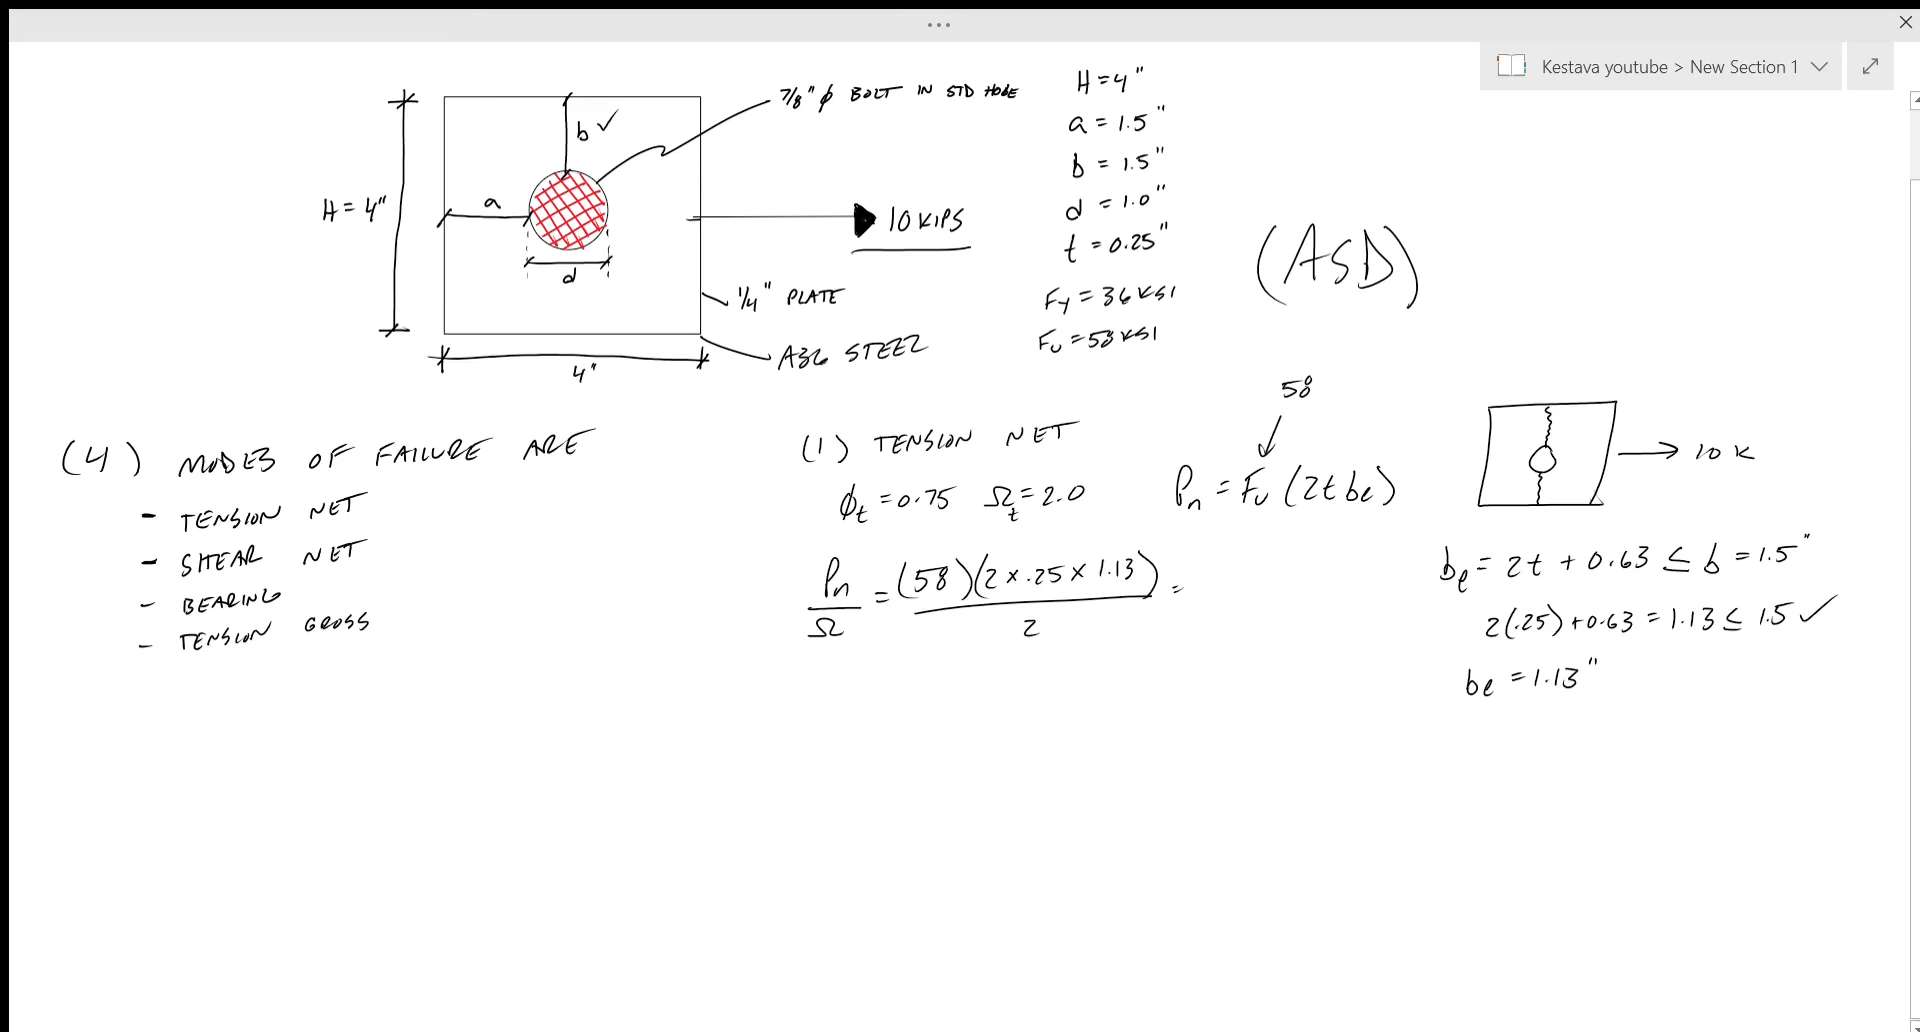 Kestava youtube > New Section 1
7/8" ϕ BOLT IN STD HOLE
b ✓
H = 4"
a
d
10 KIPS
1/4" PLATE
A36 STEEL
4"
H = 4"
a = 1.5"
b = 1.5"
d = 1.0"
t = 0.25"
Fy = 36 KSI
Fu = 58 KSI
(ASD)
(4) MODES OF FAILURE ARE
- TENSION NET
- SHEAR NET
- BEARING
- TENSION GROSS
(1) TENSION NET
ϕt = 0.75 Ωt = 2.0
58
Pn = Fu (2t be)
Pn/Ω = (58)(2 x .25 x 1.13)/2 =
10 K
be = 2t + 0.63 ≤ b = 1.5"
2(.25) + 0.63 = 1.13 ≤ 1.5 ✓
be = 1.13"